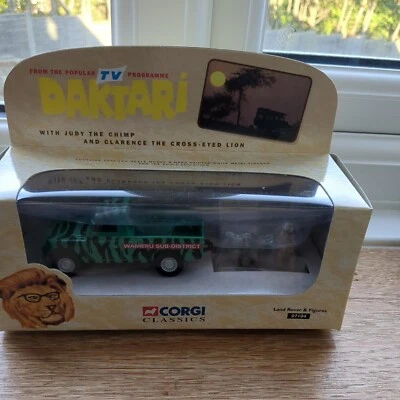 FROM THE POPULAR TV PROGRAMME
DAKTARI
WITH JUDY THE CHIMP
AND CLARENCE THE CROSS-EYED LION
WAMERU SUB-DISTRICT
CORGI
CLASSICS
Land Rover & Figures